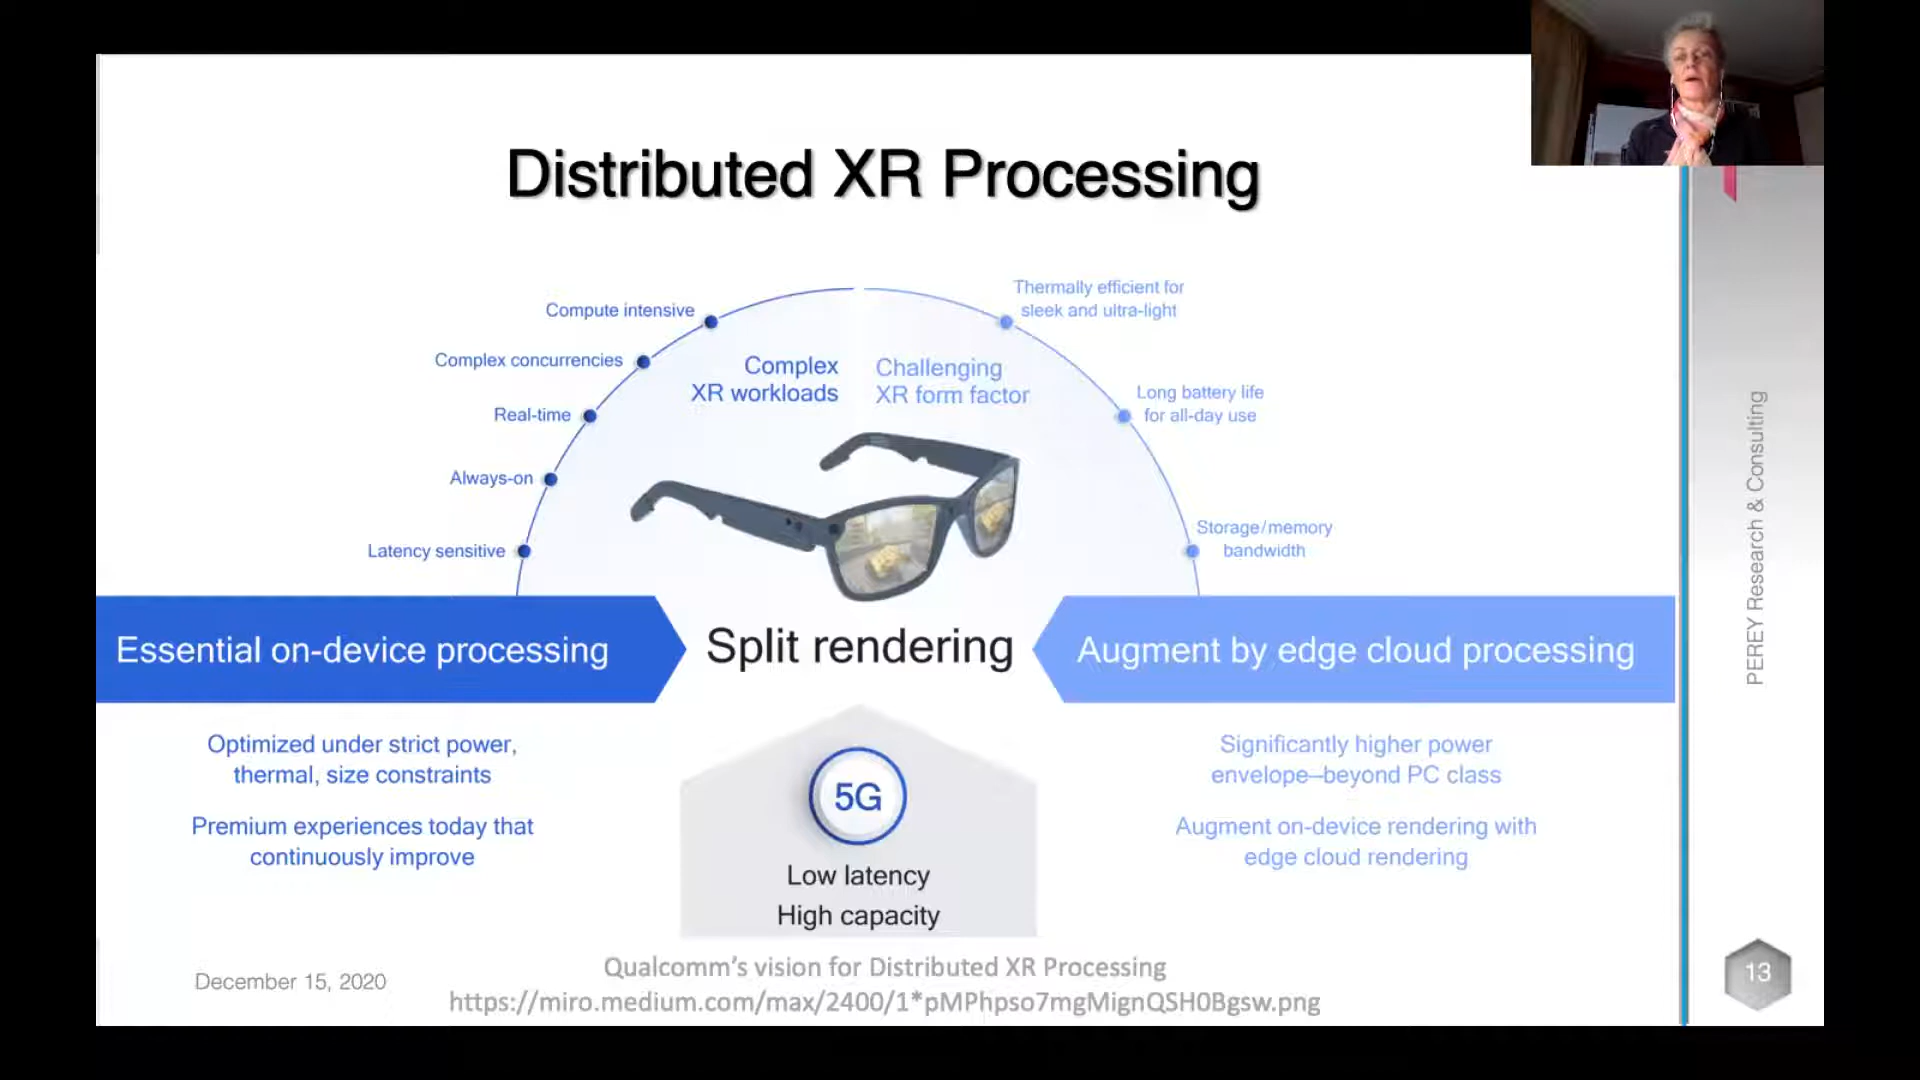 Distributed XR Processing
Compute intensive
Complex concurrencies
Real-time
Always-on
Latency sensitive
Complex
XR workloads
Challenging
XR form factor
Thermally efficient for
sleek and ultra-light
Long battery life
for all-day use
Storage/memory
bandwidth
Essential on-device processing
Split rendering
Augment by edge cloud processing
Optimized under strict power,
thermal, size constraints
Premium experiences today that
continuously improve
5G
Low latency
High capacity
Significantly higher power
envelope–beyond PC class
Augment on-device rendering with
edge cloud rendering
December 15, 2020
Qualcomm’s vision for Distributed XR Processing
https://miro.medium.com/max/2400/1*pMPhpso7mgMignQSH0Bgsw.png
PEREY Research & Consulting
13